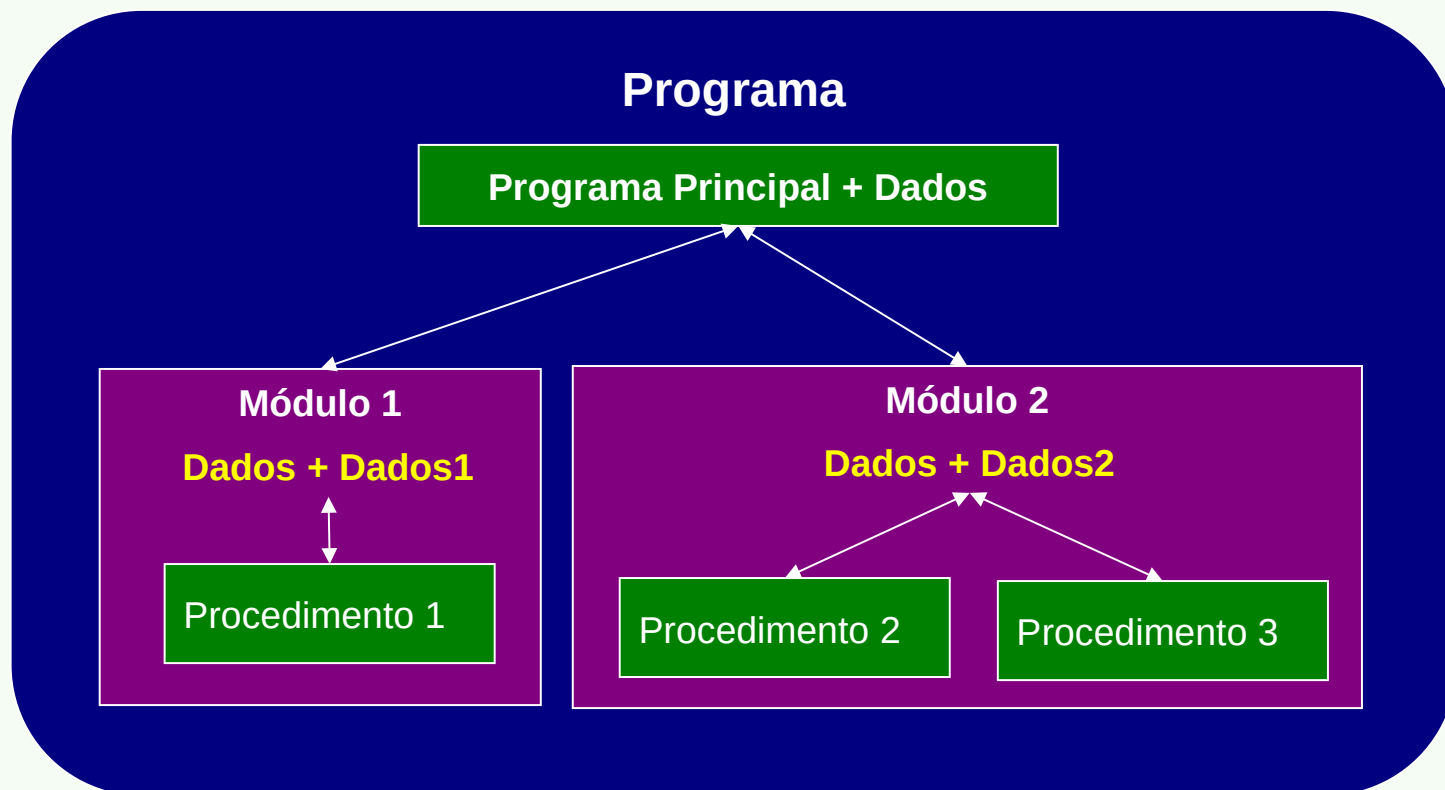 Programa
Programa Principal + Dados
Módulo 1
Dados + Dados1
Procedimento 1
Módulo 2
Dados + Dados2
Procedimento 2
Procedimento 3